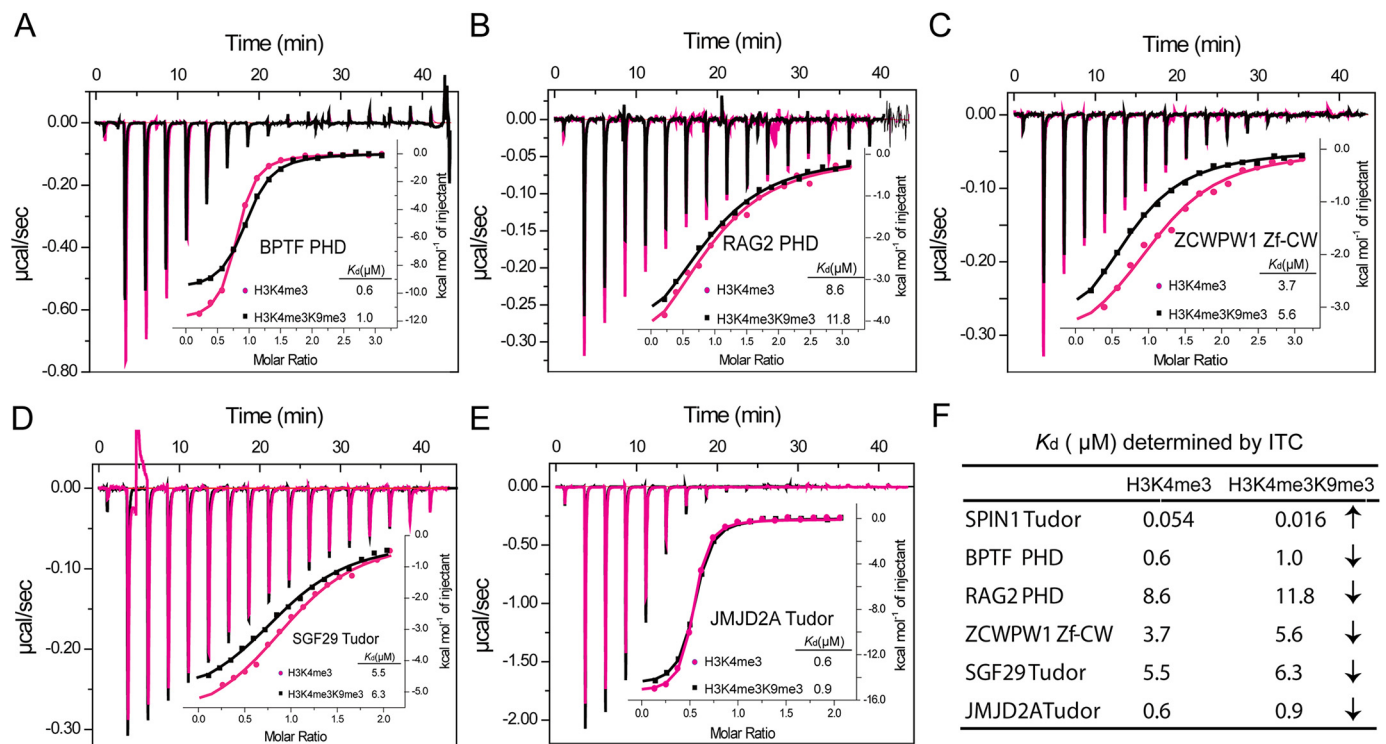 A
Time (min)
0 10 20 30 40
0.00
-0.20
-0.40
-0.60
-0.80
µcal/sec
BPTF PHD
Kd(µM)
H3K4me3 0.6
H3K4me3K9me3 1.0
0.0
-2.0
-4.0
-6.0
-8.0
-10.0
-12.0
kcal mol-1 of injectant
0.0 0.5 1.0 1.5 2.0 2.5 3.0
Molar Ratio
B
Time (min)
0 10 20 30 40
0.00
-0.05
-0.10
-0.15
-0.20
-0.25
-0.30
µcal/sec
RAG2 PHD
Kd(µM)
H3K4me3 8.6
H3K4me3K9me3 11.8
0.0
-1.0
-2.0
-3.0
-4.0
kcal mol-1 of injectant
0.0 0.5 1.0 1.5 2.0 2.5 3.0
Molar Ratio
C
Time (min)
0 10 20 30 40
0.00
-0.10
-0.20
-0.30
µcal/sec
ZCWPW1 Zf-CW
Kd(µM)
H3K4me3 3.7
H3K4me3K9me3 5.6
0.0
-1.0
-2.0
-3.0
kcal mol-1 of injectant
0.0 0.5 1.0 1.5 2.0 2.5 3.0
Molar Ratio
D
Time (min)
0 10 20 30 40
0.00
-0.10
-0.20
-0.30
µcal/sec
SGF29 Tudor
Kd(µM)
H3K4me3 5.5
H3K4me3K9me3 6.3
0.0
-1.0
-2.0
-3.0
-4.0
-5.0
kcal mol-1 of injectant
0.0 0.5 1.0 1.5 2.0
Molar Ratio
E
Time (min)
0 10 20 30 40
0.00
-0.50
-1.00
-1.50
-2.00
µcal/sec
JMJD2A Tudor
Kd(µM)
H3K4me3 0.6
H3K4me3K9me3 0.9
0.0
-4.0
-8.0
-14.0
-16.0
kcal mol-1 of injectant
0.0 0.5 1.0 1.5 2.0
Molar Ratio
F
Kd ( µM) determined by ITC
H3K4me3 H3K4me3K9me3
SPIN1 Tudor 0.054 0.016 ↑
BPTF PHD 0.6 1.0 ↓
RAG2 PHD 8.6 11.8 ↓
ZCWPW1 Zf-CW 3.7 5.6 ↓
SGF29 Tudor 5.5 6.3 ↓
JMJD2ATudor 0.6 0.9 ↓